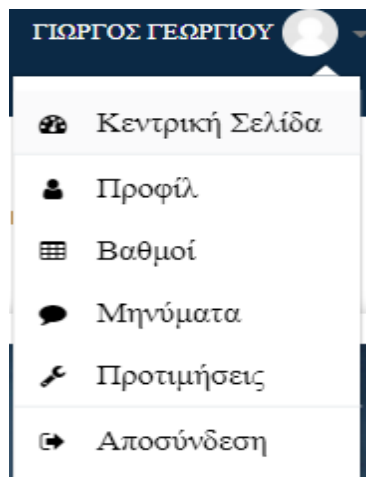 ΓΙΩΡΓΟΣ ΓΕΩΡΓΙΟΥ
Κεντρική Σελίδα
Προφίλ
Βαθμοί
Μηνύματα
Προτιμήσεις
Αποσύνδεση